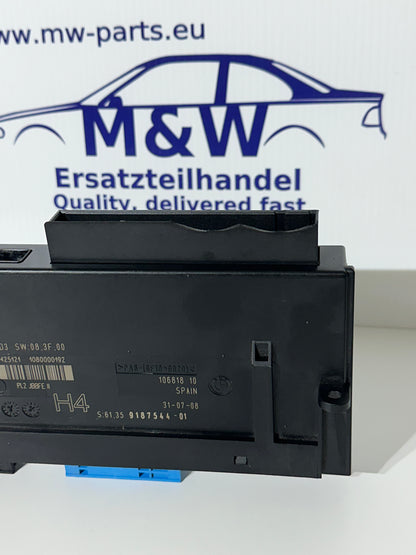 www.mw-parts.eu
M&W
Ersatzteilhandel
Quality, delivered fast
03 SW:08.3F.00
425121 1080000192
PL2 JBBFE II
H4
106818 10
SPAIN
31-07-08
S:61.35 9187544-01